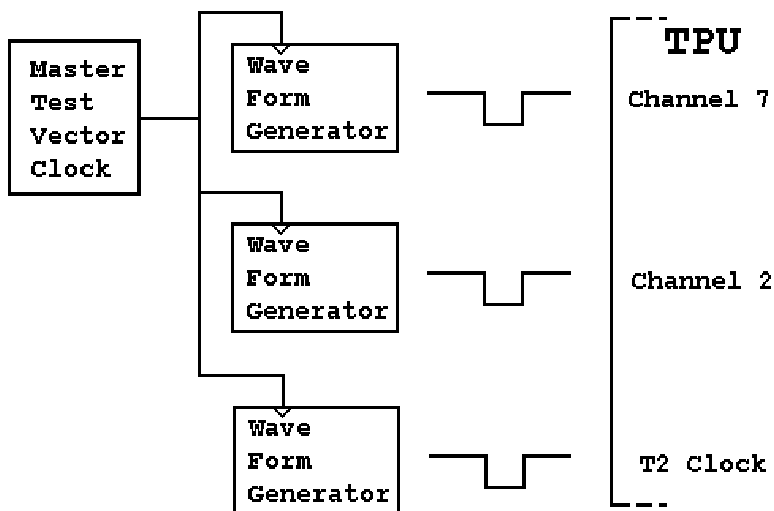 Master
Test
Vector
Clock
Wave
Form
Generator
TPU
Channel 7
Wave
Form
Generator
Channel 2
Wave
Form
Generator
T2 Clock